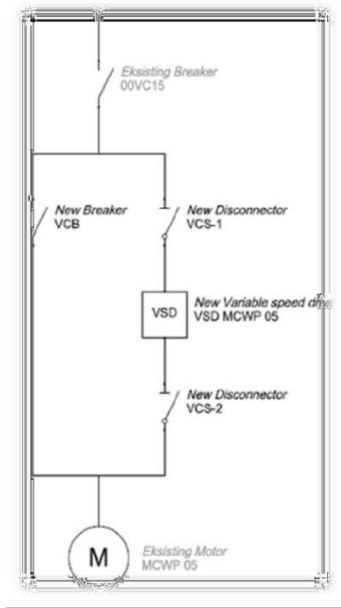 Eksisting Breaker
00VC15
New Breaker
VCB
New Disconnector
VCS-1
VSD
New Variable speed
VSD MCWP 05
New Disconnector
VCS-2
M
Eksisting Motor
MCWP 05